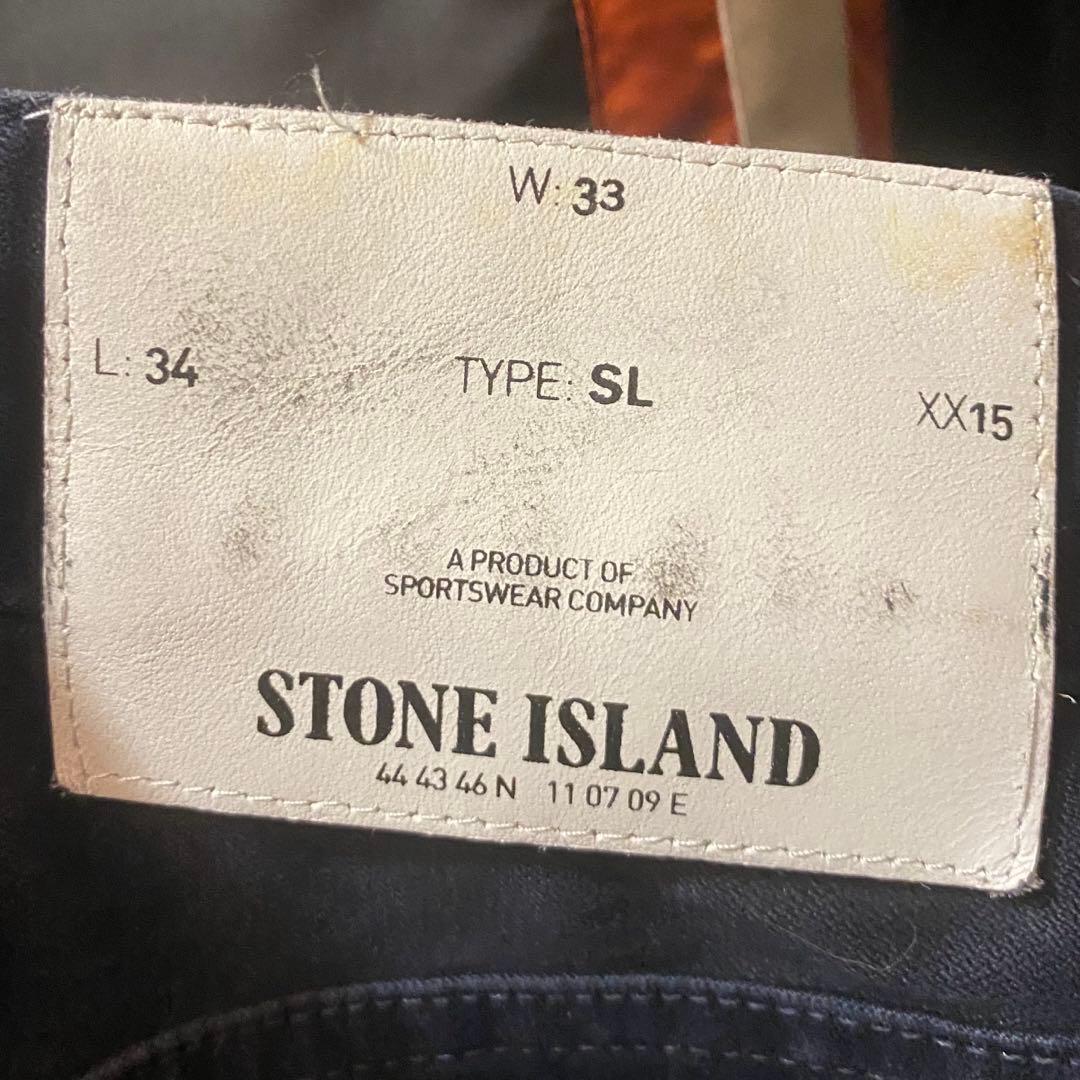 W: 33
L: 34 TYPE: SL XX15
A PRODUCT OF
SPORTSWEAR COMPANY
STONE ISLAND
44 43 46 N 11 07 09 E